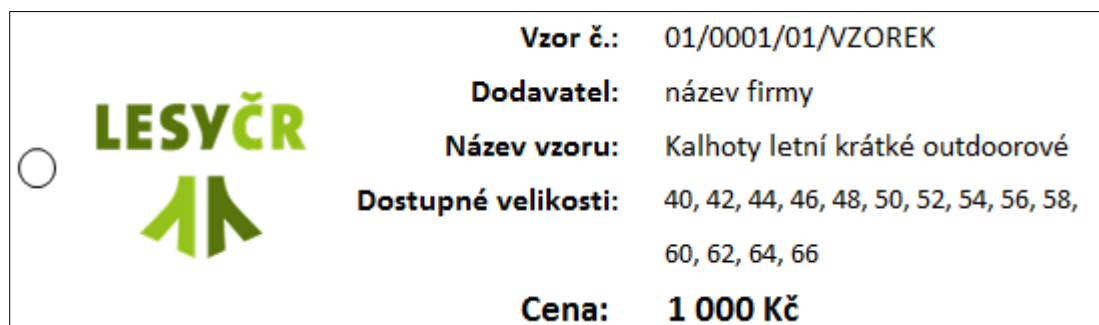 LESYČR
Vzor č.: 01/0001/01/VZOREK
Dodavatel: název firmy
Název vzoru: Kalhoty letní krátké outdoorové
Dostupné velikosti: 40, 42, 44, 46, 48, 50, 52, 54, 56, 58,
60, 62, 64, 66
Cena: 1 000 Kč